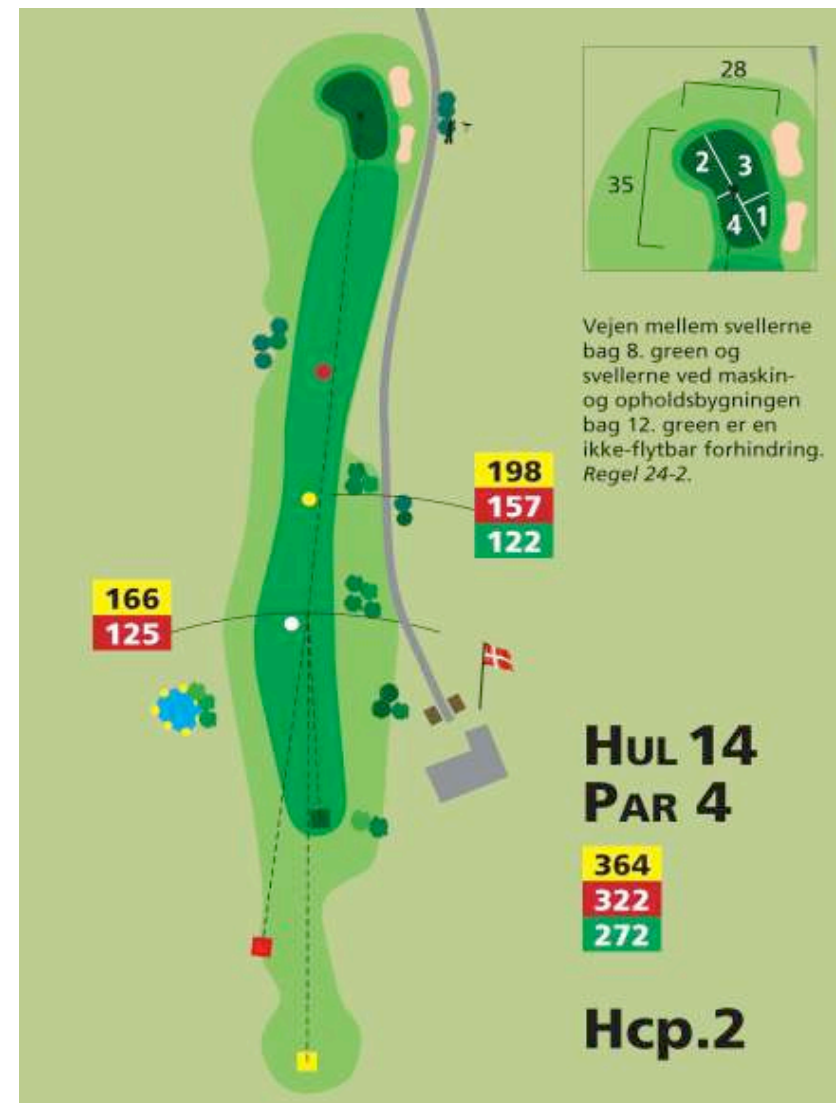 28
35
2
3
4
1
Vejen mellem svellerne
bag 8. green og
svellerne ved maskin-
og opholdsbygningen
bag 12. green er en
ikke-flytbar forhindring.
Regel 24-2.
198
157
122
166
125
HUL 14
PAR 4
364
322
272
Hcp.2